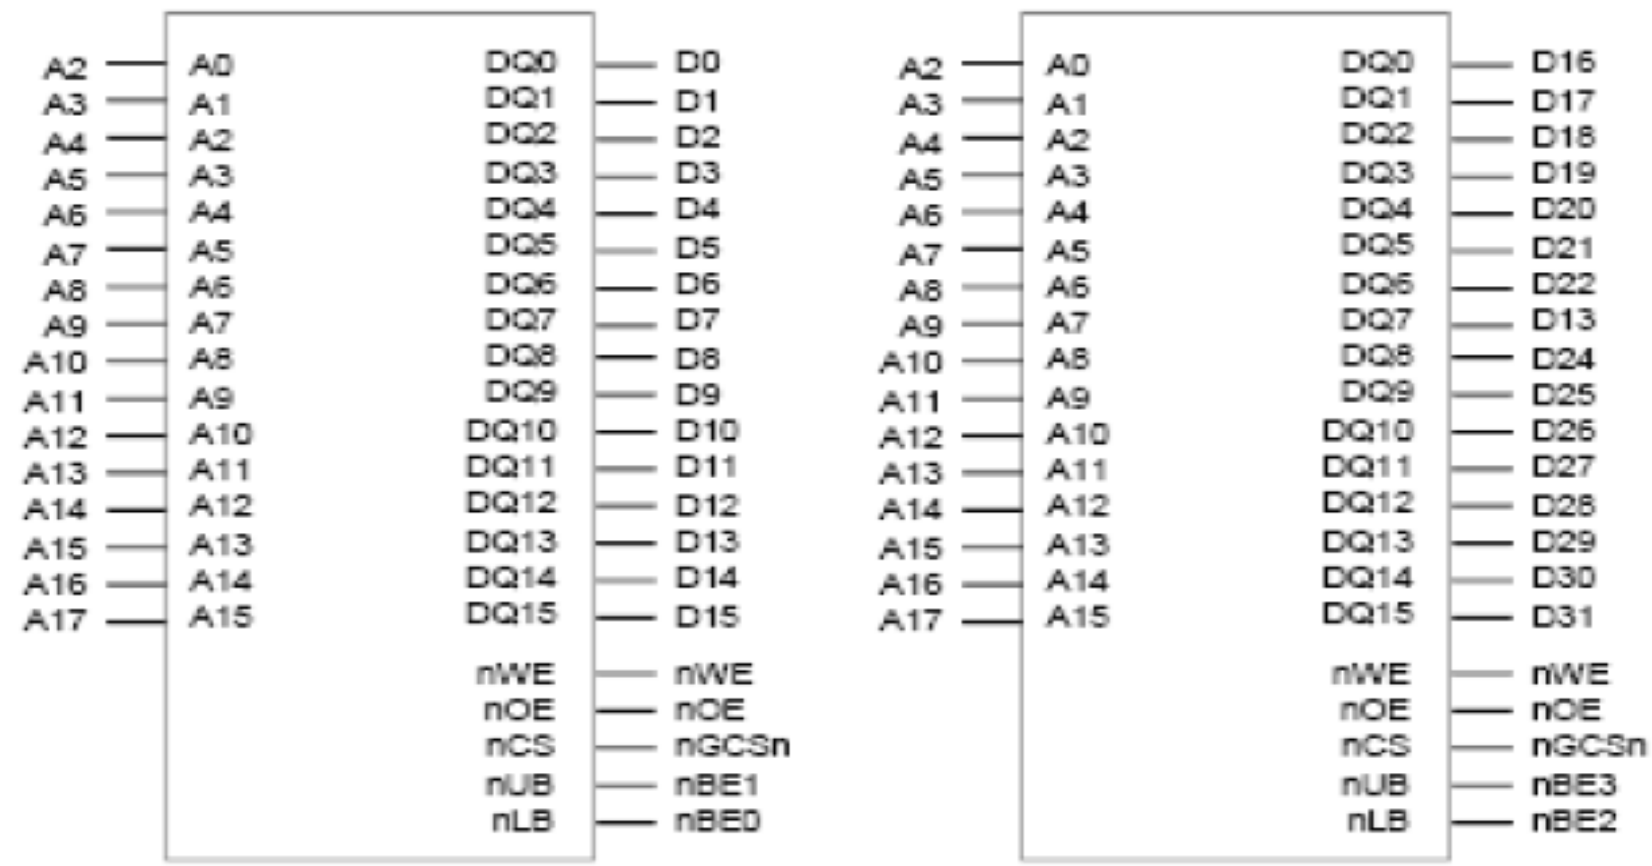 A2 A0 DQ0 D0 A2 A0 DQ0 D16
A3 A1 DQ1 D1 A3 A1 DQ1 D17
A4 A2 DQ2 D2 A4 A2 DQ2 D18
A5 A3 DQ3 D3 A5 A3 DQ3 D19
A6 A4 DQ4 D4 A6 A4 DQ4 D20
A7 A5 DQ5 D5 A7 A5 DQ5 D21
A8 A6 DQ6 D6 A8 A6 DQ6 D22
A9 A7 DQ7 D7 A9 A7 DQ7 D13
A10 A8 DQ8 D8 A10 A8 DQ8 D24
A11 A9 DQ9 D9 A11 A9 DQ9 D25
A12 A10 DQ10 D10 A12 A10 DQ10 D26
A13 A11 DQ11 D11 A13 A11 DQ11 D27
A14 A12 DQ12 D12 A14 A12 DQ12 D28
A15 A13 DQ13 D13 A15 A13 DQ13 D29
A16 A14 DQ14 D14 A16 A14 DQ14 D30
A17 A15 DQ15 D15 A17 A15 DQ15 D31
nWE nWE nWE nWE
nOE nOE nOE nOE
nCS nGCSn nCS nGCSn
nUB nBE1 nUB nBE3
nLB nBE0 nLB nBE2